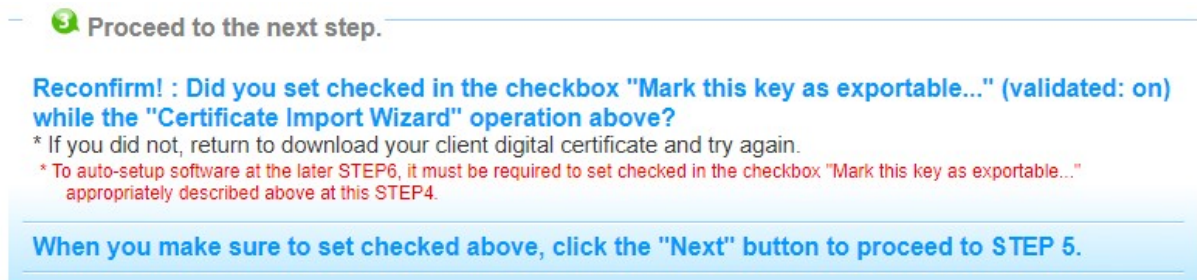 3 Proceed to the next step.
Reconfirm! : Did you set checked in the checkbox "Mark this key as exportable..." (validated: on)
while the "Certificate Import Wizard" operation above?
* If you did not, return to download your client digital certificate and try again.
* To auto-setup software at the later STEP6, it must be required to set checked in the checkbox "Mark this key as exportable..."
appropriately described above at this STEP4.
When you make sure to set checked above, click the "Next" button to proceed to STEP 5.